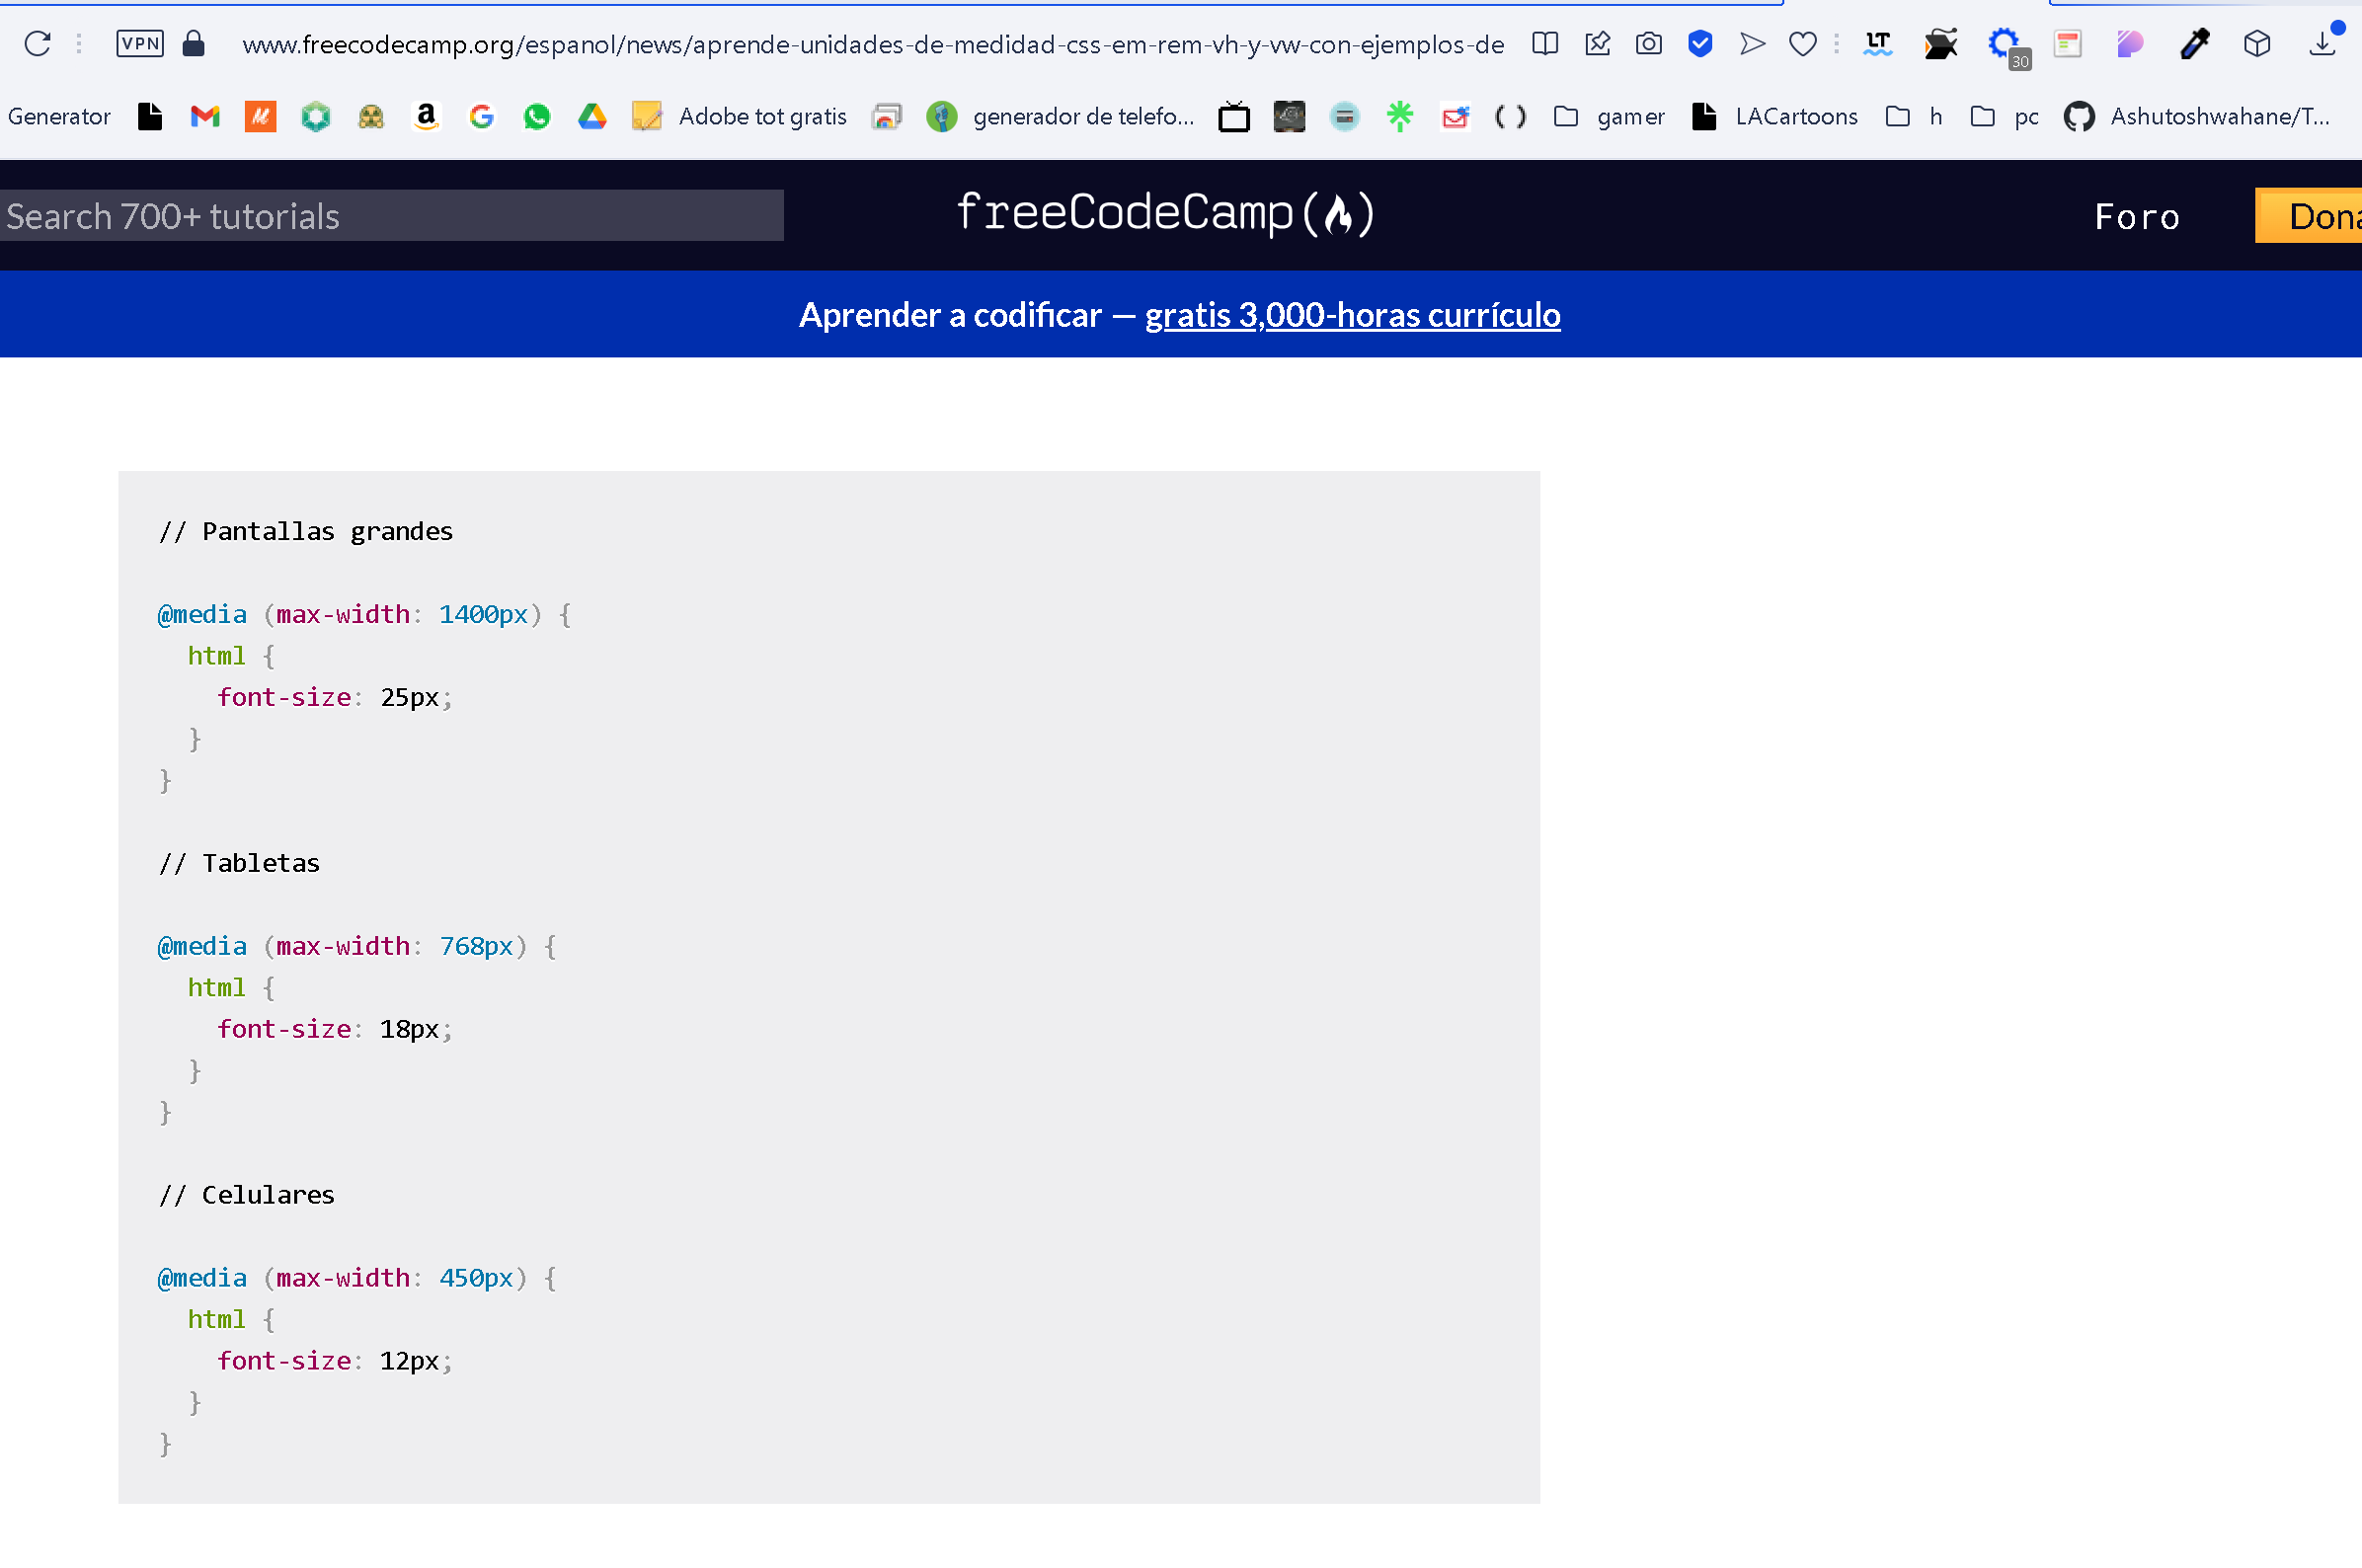 VPN www.freecodecamp.org/espanol/news/aprende-unidades-de-medidad-css-em-rem-vh-y-vw-con-ejemplos-de LT 30
Generator Adobe tot gratis generador de telefo... gamer LACartoons h pc Ashutoshwahane/T...
Search 700+ tutorials freeCodeCamp Foro Dona
Aprender a codificar — gratis 3,000-horas currículo
// Pantallas grandes
@media (max-width: 1400px) {
html {
font-size: 25px;
}
}
// Tabletas
@media (max-width: 768px) {
html {
font-size: 18px;
}
}
// Celulares
@media (max-width: 450px) {
html {
font-size: 12px;
}
}